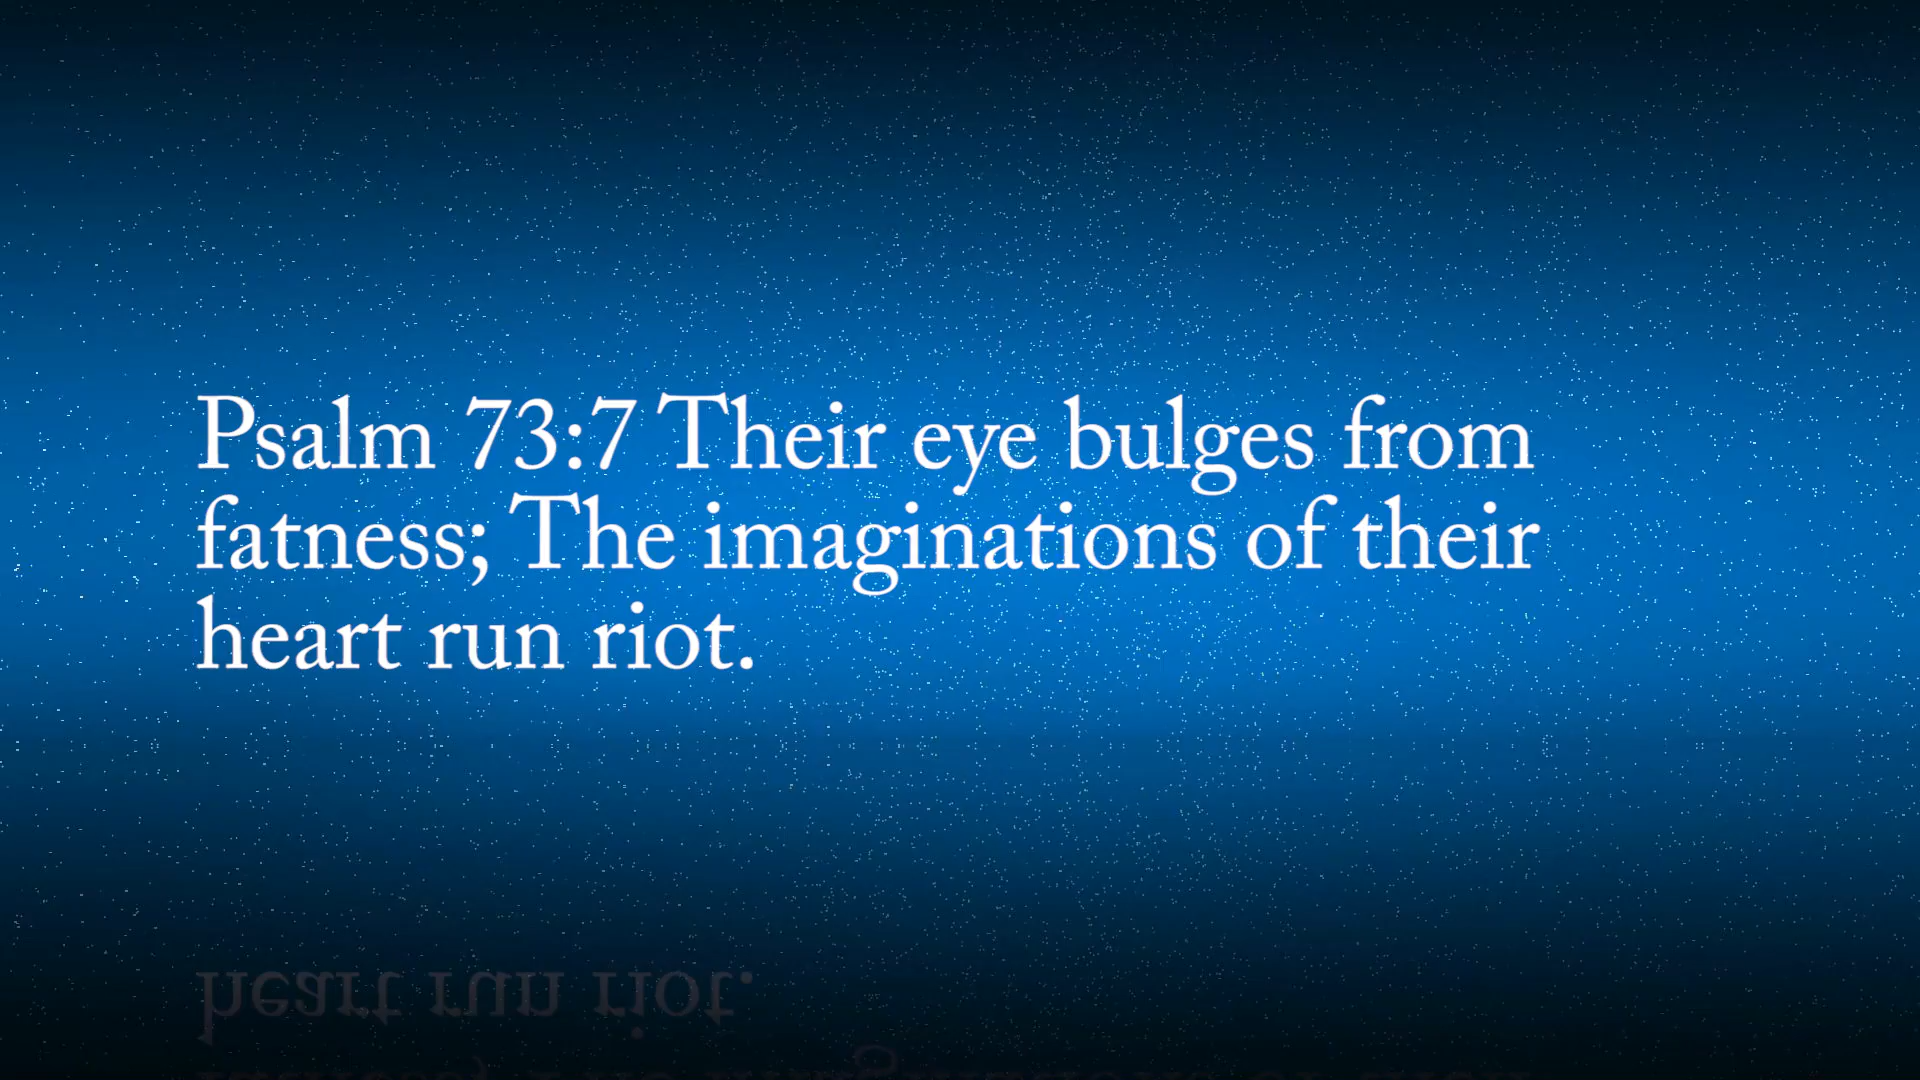 Psalm 73:7 Their eye bulges from
fatness; The imaginations of their
heart run riot.